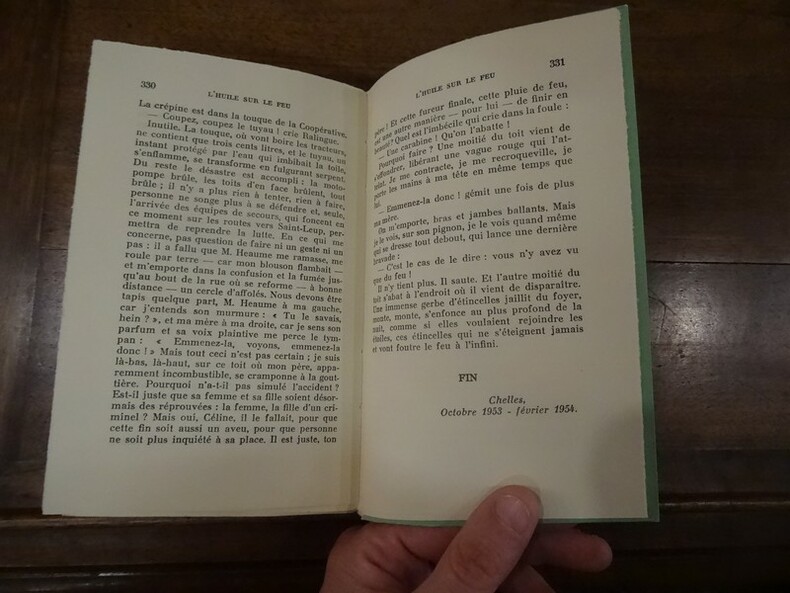 330
L'HUILE SUR LE FEU
La crépine est dans la touque de la Coopérative.
— Coupez, coupez le tuyau ! crie Ralingue.
Inutile. La touque, où vont boire les tracteurs,
ne contient que trois cents litres, et le tuyau, un
instant protégé par l'eau qui imbibait la toile,
s'enflamme, se transforme en fulgurant serpent.
Du reste le désastre est accompli : la moto-
pompe brûle, les toits d'en face brûlent, tout
brûle ; il n'y a plus rien à tenter, rien à faire,
personne ne songe plus à se défendre et, seule,
l'arrivée des équipes de secours, qui foncent en
ce moment sur les routes vers Saint-Leup, per-
mettra de reprendre la lutte. En ce qui me
concerne, pas question de faire ni un geste ni un
pas : il a fallu que M. Heaume me ramasse, me
roule par terre — car mon blouson flambait —
et m'emporte dans la confusion et la fumée jus-
qu'au bout de la rue où se reforme — à bonne
distance — un cercle d'affolés. Nous devons être
tapis quelque part, M. Heaume à ma gauche,
car j'entends son murmure : « Tu le savais,
hein ? », et ma mère à ma droite, car je sens son
parfum et sa voix plaintive me perce le tym-
pan : « Emmenez-la, voyons, emmenez-la
donc ! » Mais tout ceci n'est pas certain ; je suis
là-bas, là-haut, sur ce toit où mon père, appa-
remment incombustible, se cramponne à la gout-
tière. Pourquoi n'a-t-il pas simulé l'accident ?
Est-il juste que sa femme et sa fille soient désor-
mais des réprouvées : la femme, la fille d'un cri-
minel ? Mais oui, Céline, il le fallait, pour que
cette fin soit aussi un aveu, pour que personne
ne soit plus inquiété à sa place. Il est juste, ton
331
L'HUILE SUR LE FEU
père ! Et cette fureur finale, cette pluie de feu,
est une autre manière — pour lui — de finir en
beauté ! Quel est l'imbécile qui crie dans la foule :
— Une carabine ! Qu'on l'abatte !
Pourquoi faire ? Une moitié du toit vient de
s'effondrer, libérant une vague rouge qui l'at-
teint. Je me contracte, je me recroqueville, je
porte les mains à ma tête en même temps que
lui.
— Emmenez-la donc ! gémit une fois de plus
ma mère.
On m'emporte, bras et jambes ballants. Mais
je le vois, sur son pignon, je le vois quand même
qui se dresse tout debout, qui lance une dernière
bravade :
— C'est le cas de le dire : vous n'y avez vu
que du feu !
Il n'y tient plus. Il saute. Et l'autre moitié du
toit s'abat à l'endroit où il vient de disparaître.
Une immense gerbe d'étincelles jaillit du foyer,
monte, monte, s'enfonce au plus profond de la
nuit, comme si elles voulaient rejoindre les
étoiles, ces étincelles qui ne s'éteignent jamais
et vont foutre le feu à l'infini.
FIN
Chelles,
Octobre 1953 - février 1954.